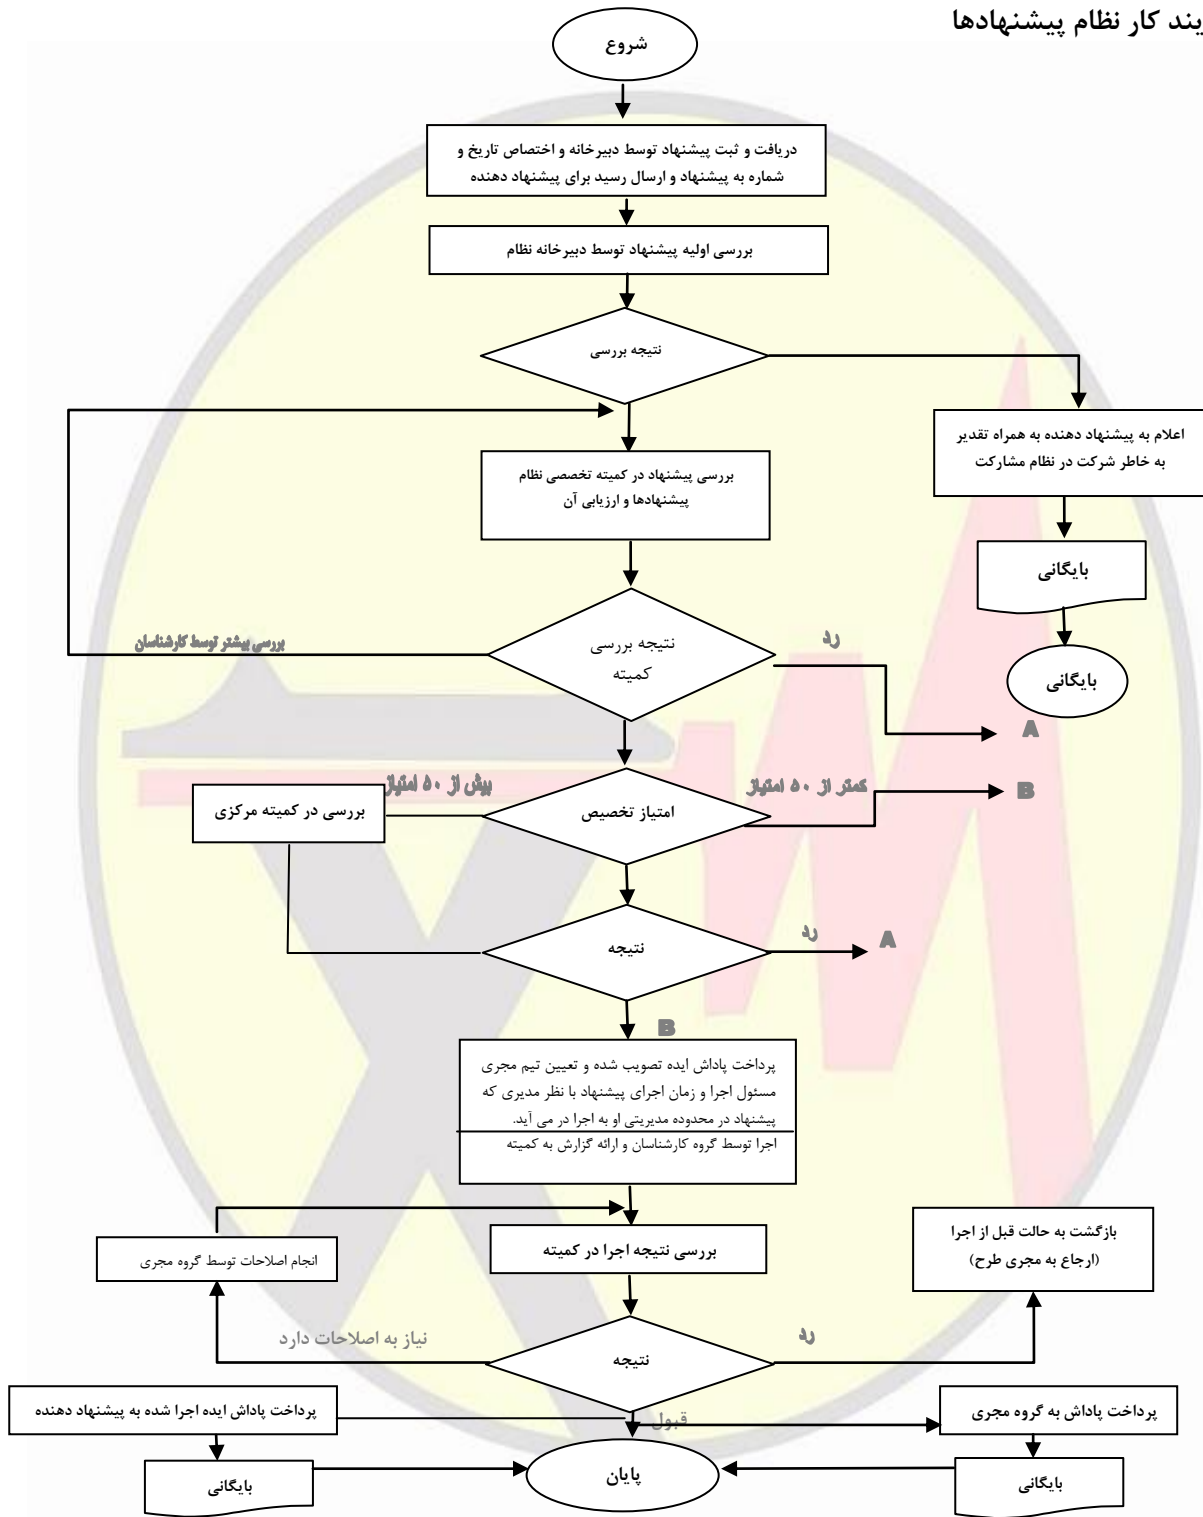 یند کار نظام پیشنهادها
شروع
دریافت و ثبت پیشنهاد توسط دبیرخانه و اختصاص تاریخ و
شماره به پیشنهاد و ارسال رسید برای پیشنهاد دهنده
بررسی اولیه پیشنهاد توسط دبیرخانه نظام
نتیجه بررسی
اعلام به پیشنهاد دهنده به همراه تقدیر
به خاطر شرکت در نظام مشارکت
بررسی پیشنهاد در کمیته تخصصی نظام
پیشنهادها و ارزیابی آن
بایگانی
نتیجه بررسی
کمیته
رد
بررسی بیشتر توسط کارشناسان
بایگانی
A
امتیاز تخصیص
کمتر از ۵۰ امتیاز
B
بیش از ۵۰ امتیاز
بررسی در کمیته مرکزی
نتیجه
رد
A
B
پرداخت پاداش ایده تصویب شده و تعیین تیم مجری
مسئول اجرا و زمان اجرای پیشنهاد با نظر مدیری که
پیشنهاد در محدوده مدیریتی او به اجرا در می آید.
اجرا توسط گروه کارشناسان و ارائه گزارش به کمیته
بررسی نتیجه اجرا در کمیته
بازگشت به حالت قبل از اجرا
(ارجاع به مجری طرح)
انجام اصلاحات توسط گروه مجری
نتیجه
رد
نیاز به اصلاحات دارد
قبول
پرداخت پاداش به گروه مجری
پرداخت پاداش ایده اجرا شده به پیشنهاد دهنده
بایگانی
پایان
بایگانی